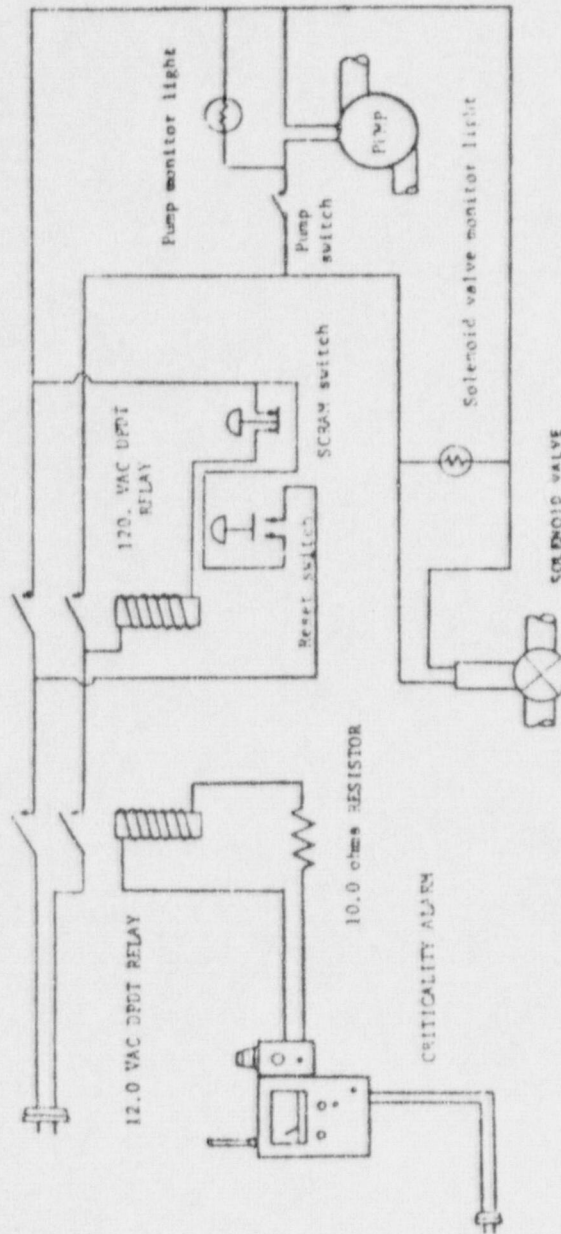 Pump monitor light
PUMP
Pump
switch
120. VAC DPDT
RELAY
SCRAM switch
Reset switch
Solenoid valve monitor light
12.0 VAC DPDT RELAY
10.0 ohms RESISTOR
CRITICALITY ALARM
SOLENOID VALVE